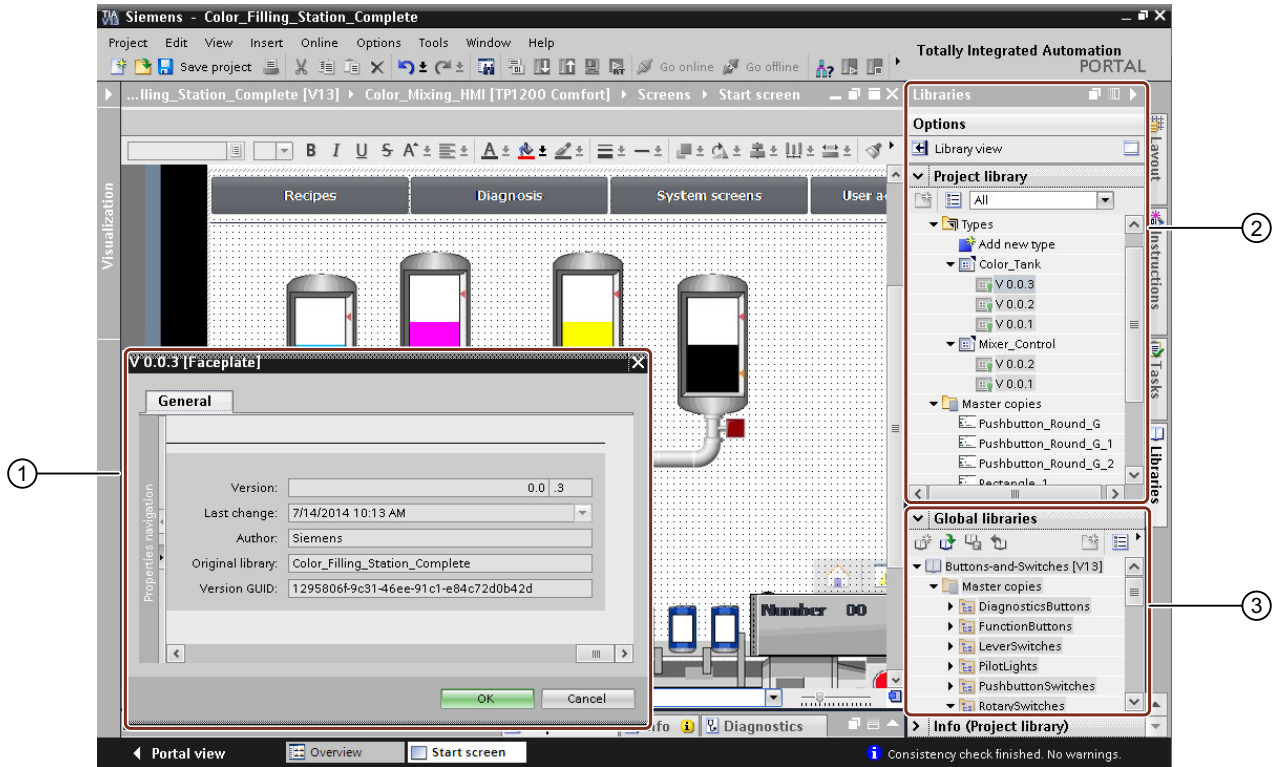 Siemens - Color_Filling_Station_Complete
Project Edit View Insert Online Options Tools Window Help
Totally Integrated Automation
PORTAL
Save project Go online Go offline
...lling_Station_Complete [V13] Color_Mixing_HMI [TP1200 Comfort] Screens Start screen
Visualization
B I U S A A
Recipes Diagnosis System screens User a
Number 00
V 0.0.3 [Faceplate]
General
Properties navigation
Version: 0.0 .3
Last change: 7/14/2014 10:13 AM
Author: Siemens
Original library: Color_Filling_Station_Complete
Version GUID: 1295806f-9c31-46ee-91c1-e84c72d0b42d
OK Cancel
Diagnostics
Libraries
Options
Library view
Project library
All
Types
Add new type
Color_Tank
V 0.0.3
V 0.0.2
V 0.0.1
Mixer_Control
V 0.0.2
V 0.0.1
Master copies
Pushbutton_Round_G
Pushbutton_Round_G_1
Pushbutton_Round_G_2
Rectangle_1
Global libraries
Buttons-and-Switches [V13]
Master copies
DiagnosticsButtons
FunctionButtons
LeverSwitches
PilotLights
PushbuttonSwitches
RotarySwitches
Info (Project library)
Layout
Instructions
Tasks
Libraries
Portal view Overview Start screen Consistency check finished. No warnings.
1
2
3